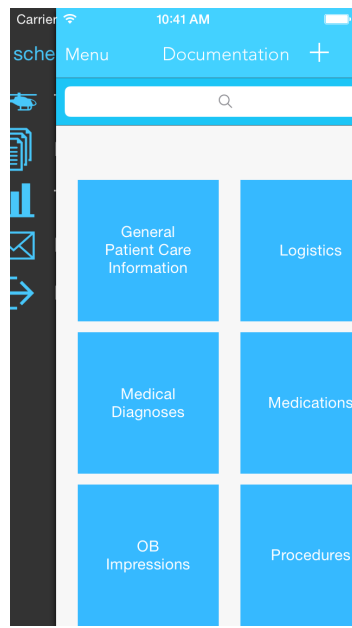 Carrier 10:41 AM
sche Menu Documentation +
General
Patient Care
Information
Logistics
Medical
Diagnoses
Medications
OB
Impressions
Procedures